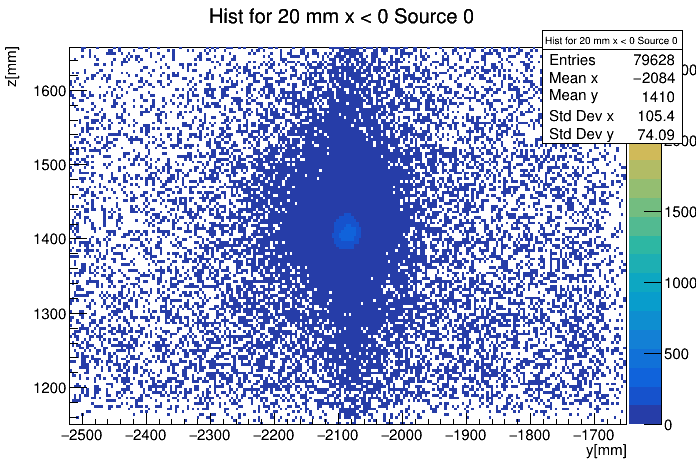 Hist for 20 mm x < 0 Source 0
Hist for 20 mm x < 0 Source 0
Entries 79628
Mean x −2084
Mean y 1410
Std Dev x 105.4
Std Dev y 74.09
z[mm]
1600
1500
1400
1300
1200
−2500 −2400 −2300 −2200 −2100 −2000 −1900 −1800 −1700
y[mm]
1500
1000
500
0